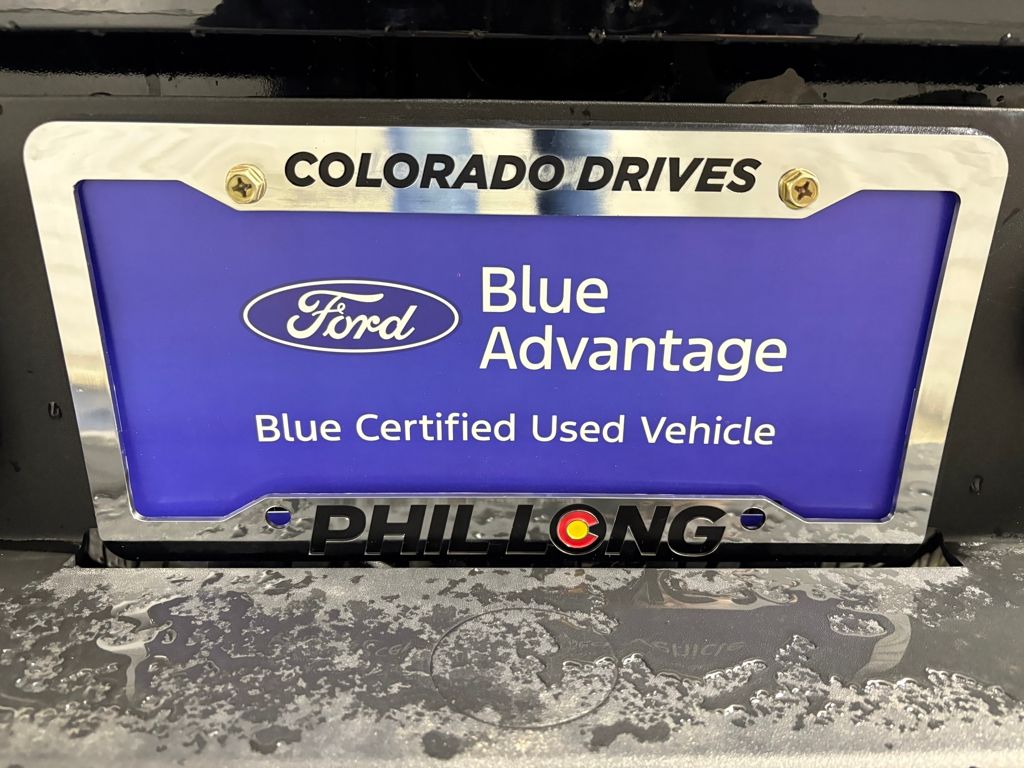 COLORADO DRIVES
Ford
Blue
Advantage
Blue Certified Used Vehicle
PHIL LONG